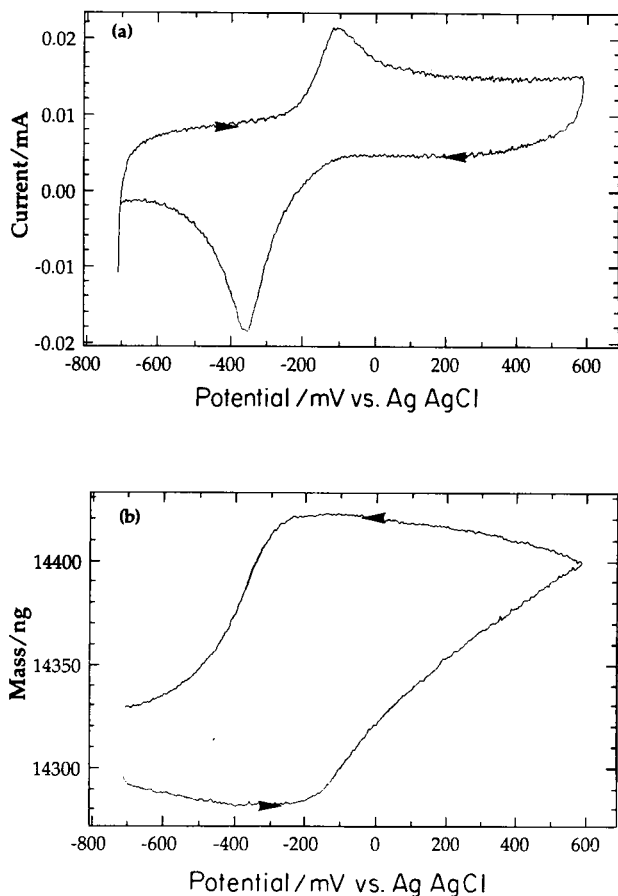 (a)
Current/mA
0.02
0.01
0.00
-0.01
-0.02
-800 -600 -400 -200 0 200 400 600
Potential /mV vs. Ag AgCl
(b)
Mass/ng
14400
14350
14300
-800 -600 -400 -200 0 200 400 600
Potential /mV vs. Ag AgCl